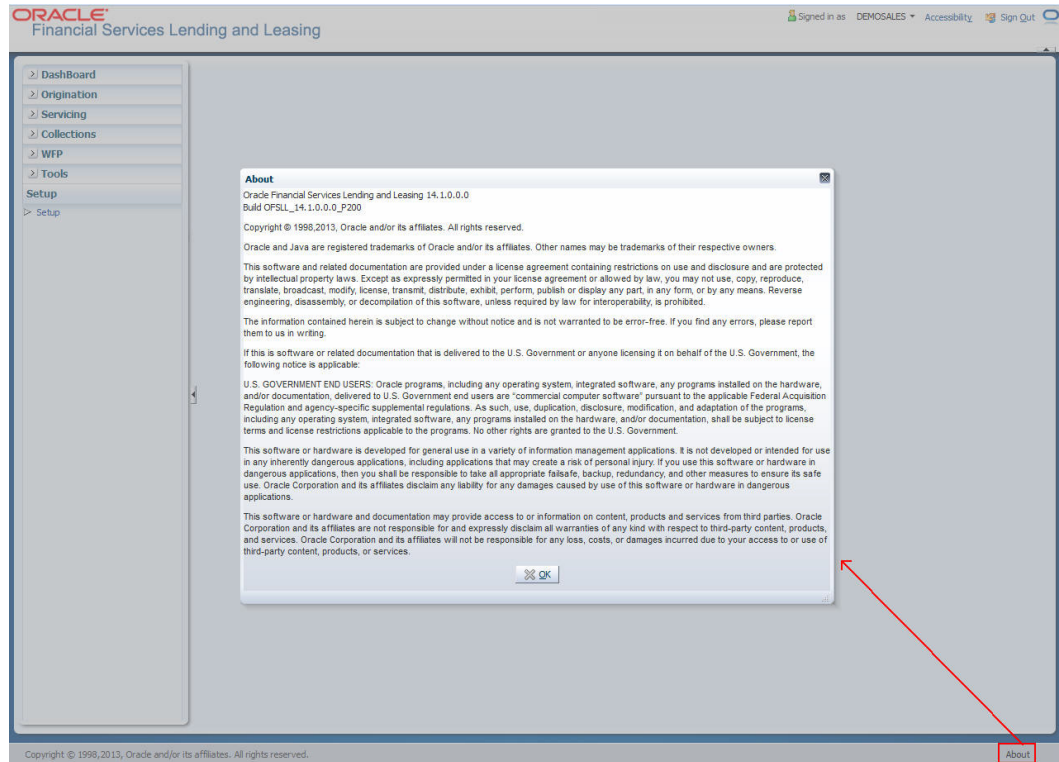 ORACLE
Financial Services Lending and Leasing
Signed in as DEMOSALES Accessibility Sign Out
DashBoard
Origination
Servicing
Collections
WFP
Tools
Setup
Setup
About
Oracle Financial Services Lending and Leasing 14.1.0.0.0
Build OFSLL_14.1.0.0.0_P200
Copyright © 1998,2013, Oracle and/or its affiliates. All rights reserved.
Oracle and Java are registered trademarks of Oracle and/or its affiliates. Other names may be trademarks of their respective owners.
This software and related documentation are provided under a license agreement containing restrictions on use and disclosure and are protected
by intellectual property laws. Except as expressly permitted in your license agreement or allowed by law, you may not use, copy, reproduce,
translate, broadcast, modify, license, transmit, distribute, exhibit, perform, publish or display any part, in any form, or by any means. Reverse
engineering, disassembly, or decompilation of this software, unless required by law for interoperability, is prohibited.
The information contained herein is subject to change without notice and is not warranted to be error-free. If you find any errors, please report
them to us in writing.
If this is software or related documentation that is delivered to the U.S. Government or anyone licensing it on behalf of the U.S. Government, the
following notice is applicable:
U.S. GOVERNMENT END USERS: Oracle programs, including any operating system, integrated software, any programs installed on the hardware,
and/or documentation, delivered to U.S. Government end users are "commercial computer software" pursuant to the applicable Federal Acquisition
Regulation and agency-specific supplemental regulations. As such, use, duplication, disclosure, modification, and adaptation of the programs,
including any operating system, integrated software, any programs installed on the hardware, and/or documentation, shall be subject to license
terms and license restrictions applicable to the programs. No other rights are granted to the U.S. Government.
This software or hardware is developed for general use in a variety of information management applications. It is not developed or intended for use
in any inherently dangerous applications, including applications that may create a risk of personal injury. If you use this software or hardware in
dangerous applications, then you shall be responsible to take all appropriate failsafe, backup, redundancy, and other measures to ensure its safe
use. Oracle Corporation and its affiliates disclaim any liability for any damages caused by use of this software or hardware in dangerous
applications.
This software or hardware and documentation may provide access to or information on content, products and services from third parties. Oracle
Corporation and its affiliates are not responsible for and expressly disclaim all warranties of any kind with respect to third-party content, products,
and services. Oracle Corporation and its affiliates will not be responsible for any loss, costs, or damages incurred due to your access to or use of
third-party content, products, or services.
OK
Copyright © 1998,2013, Oracle and/or its affiliates. All rights reserved.
About